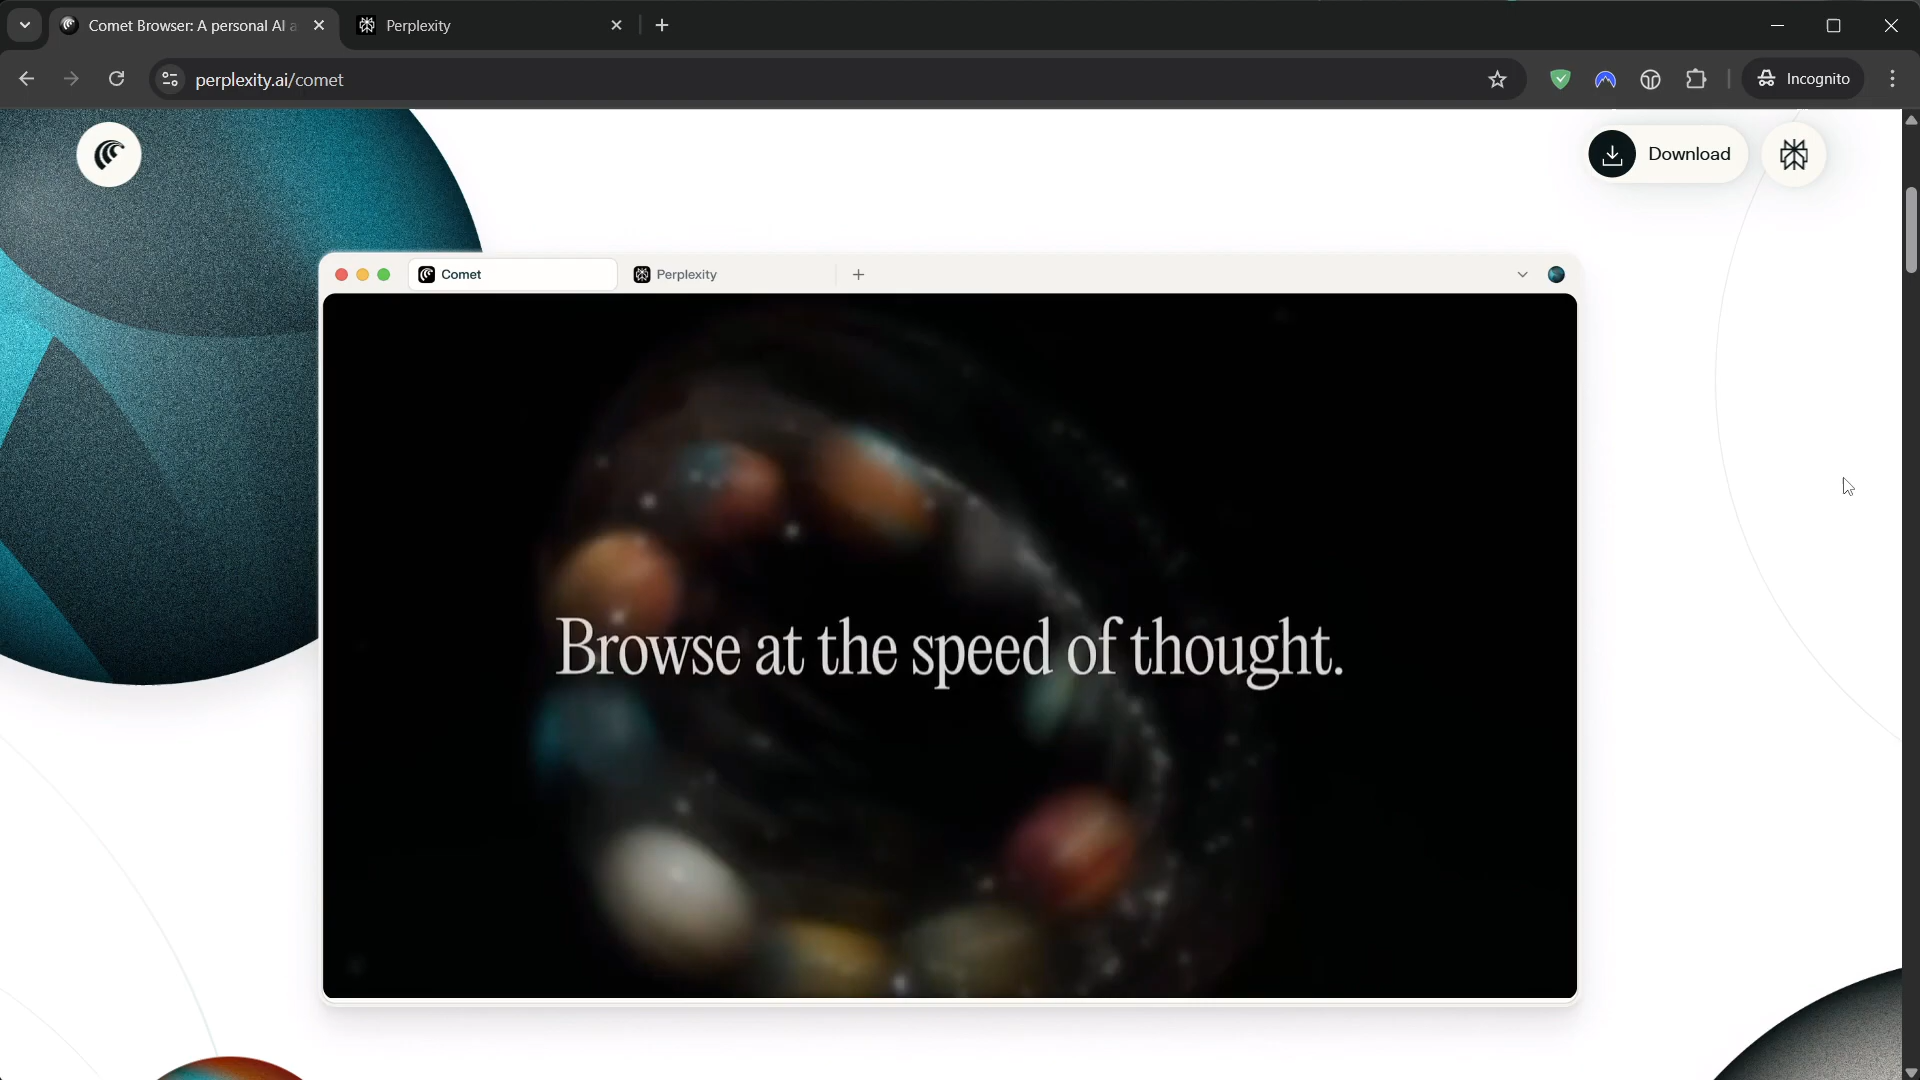 Comet Browser: A personal AI a
Perplexity
perplexity.ai/comet
Incognito
Download
Comet
Perplexity
Browse at the speed of thought.